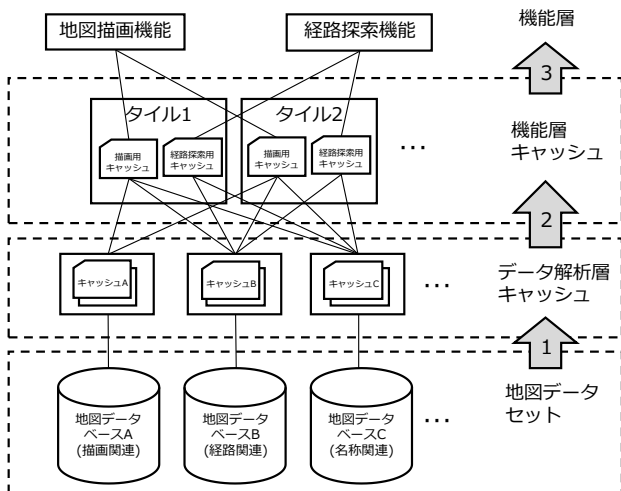 地図描画機能
経路探索機能
機能層
3
タイル1
タイル2
描画用
キャッシュ
経路探索用
キャッシュ
描画用
キャッシュ
経路探索用
キャッシュ
…
機能層
キャッシュ
2
キャッシュA
キャッシュB
キャッシュC
…
データ解析層
キャッシュ
1
地図データ
ベースA
(描画関連)
地図データ
ベースB
(経路関連)
地図データ
ベースC
(名称関連)
…
地図データ
セット